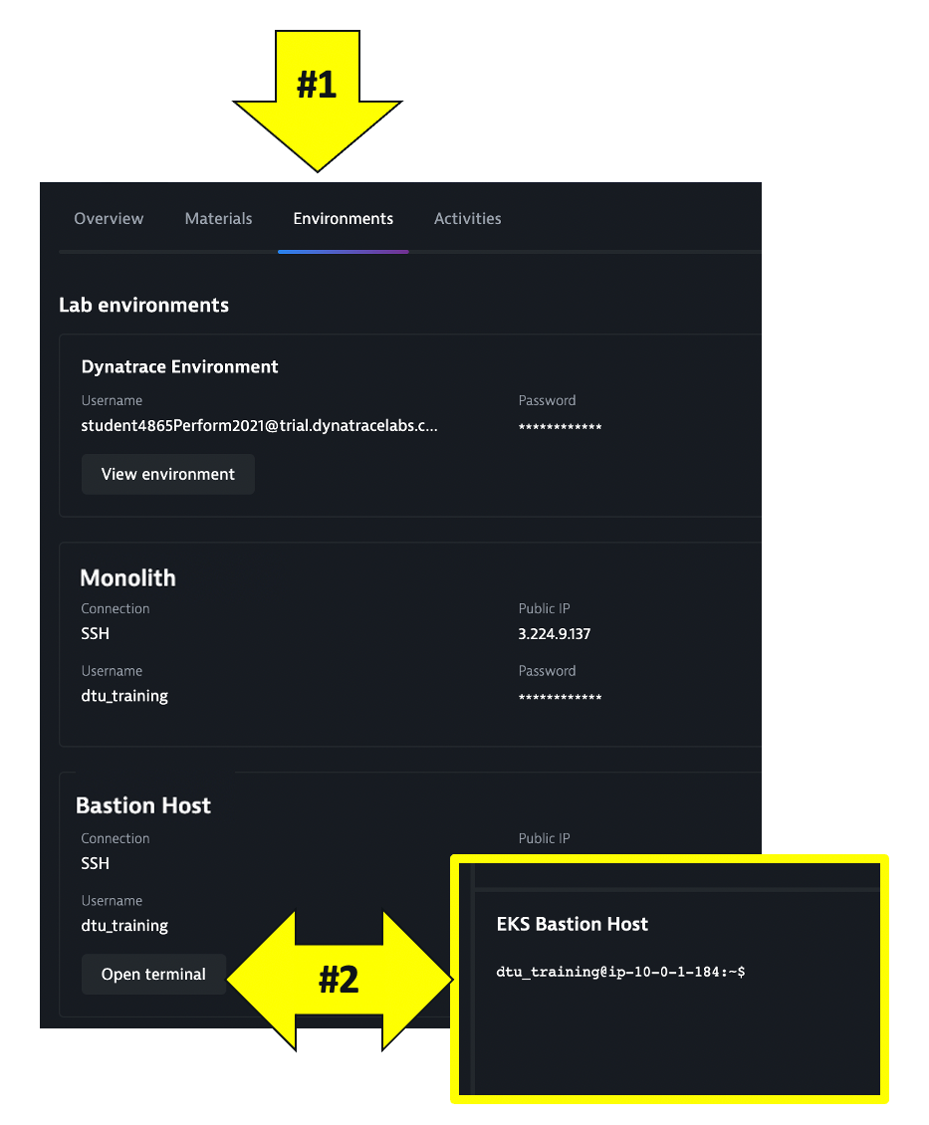 #1
Overview Materials Environments Activities
Lab environments
Dynatrace Environment
Username Password
student4865Perform2021@trial.dynatracelabs.c... ************
View environment
Monolith
Connection Public IP
SSH 3.224.9.137
Username Password
dtu_training ************
Bastion Host
Connection Public IP
SSH
Username
dtu_training
Open terminal
#2
EKS Bastion Host
dtu_training@ip-10-0-1-184:~$